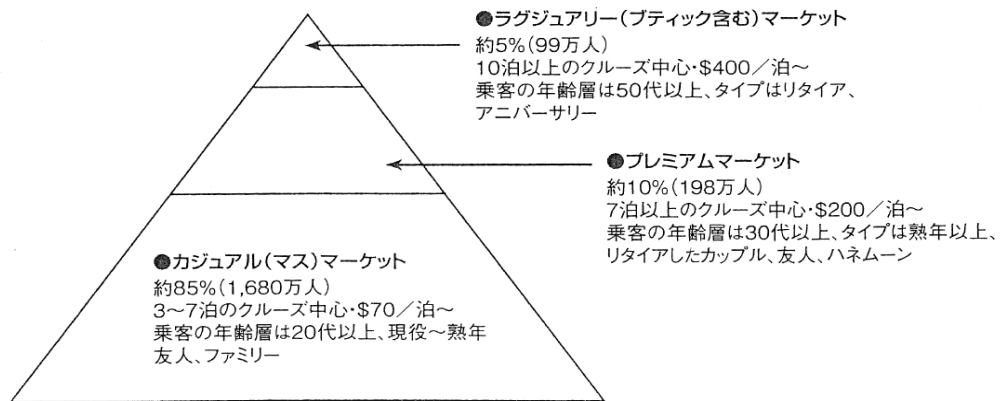 ●ラグジュアリー(ブティック含む)マーケット
約5%(99万人)
10泊以上のクルーズ中心・$400/泊〜
乗客の年齢層は50代以上、タイプはリタイア、
アニバーサリー
●プレミアムマーケット
約10%(198万人)
7泊以上のクルーズ中心・$200/泊〜
乗客の年齢層は30代以上、タイプは熟年以上、
リタイアしたカップル、友人、ハネムーン
●カジュアル(マス)マーケット
約85%(1,680万人)
3〜7泊のクルーズ中心・$70/泊〜
乗客の年齢層は20代以上、現役〜熟年
友人、ファミリー